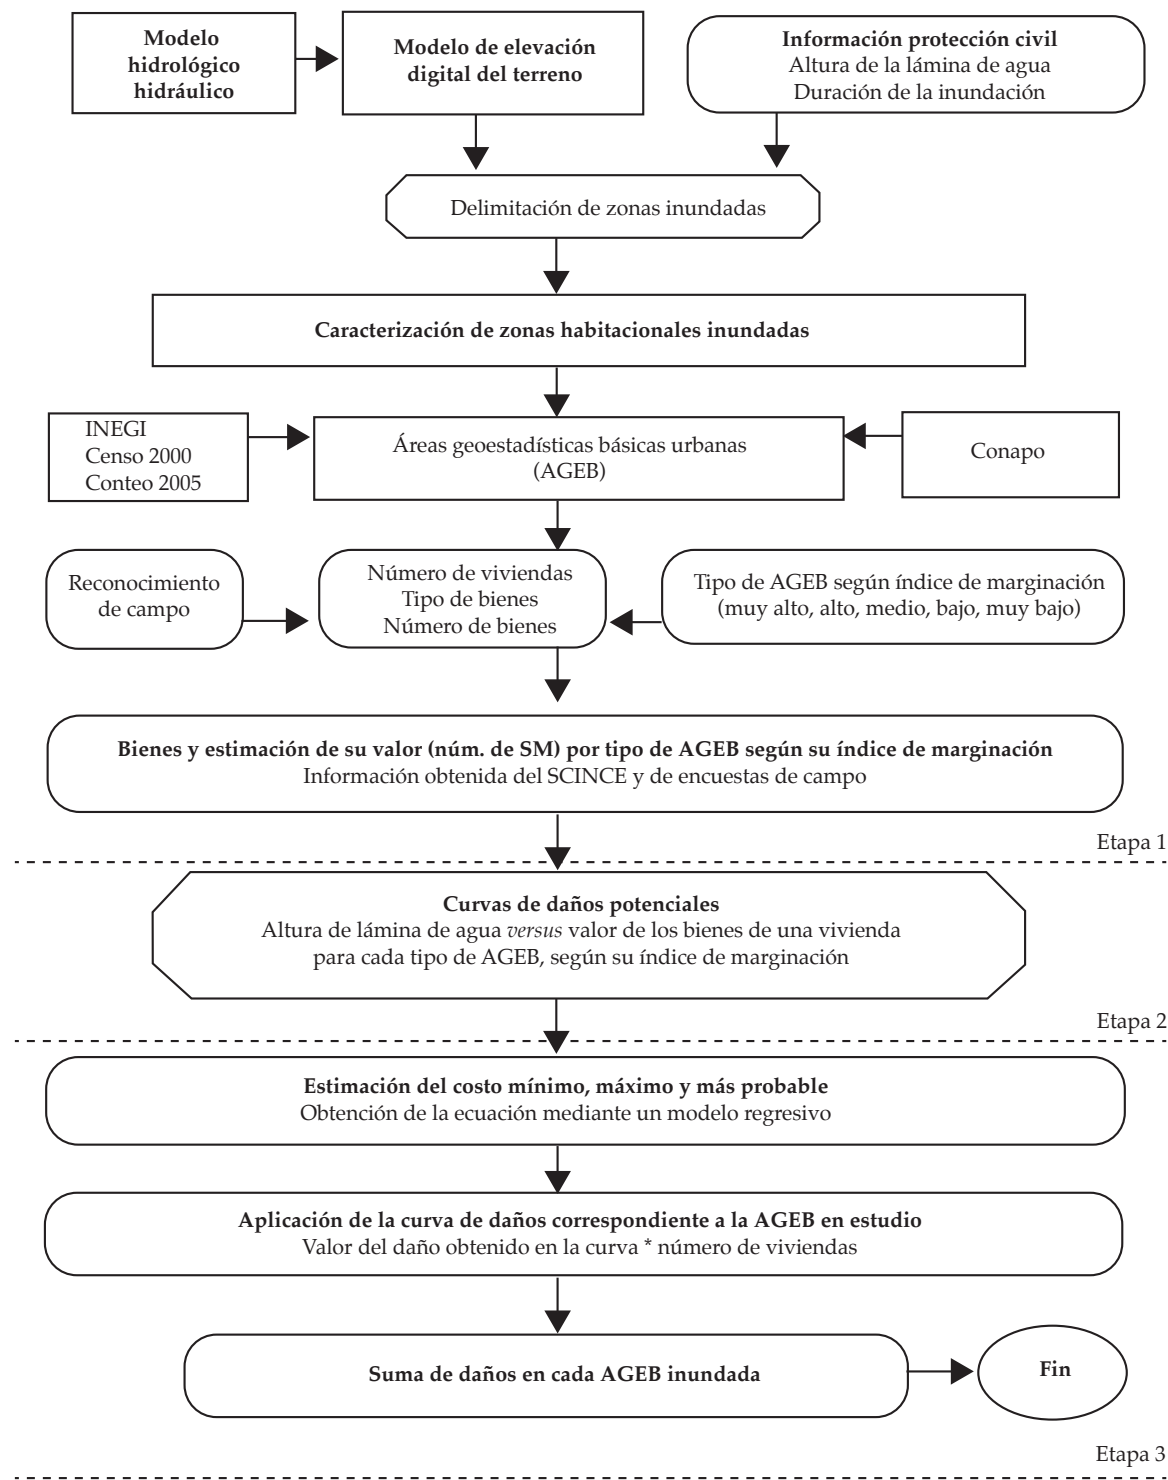 Modelo
hidrológico
hidráulico
Modelo de elevación
digital del terreno
Información protección civil
Altura de la lámina de agua
Duración de la inundación
Delimitación de zonas inundadas
Caracterización de zonas habitacionales inundadas
INEGI
Censo 2000
Conteo 2005
Áreas geoestadísticas básicas urbanas
(AGEB)
Conapo
Reconocimiento
de campo
Número de viviendas
Tipo de bienes
Número de bienes
Tipo de AGEB según índice de marginación
(muy alto, alto, medio, bajo, muy bajo)
Bienes y estimación de su valor (núm. de SM) por tipo de AGEB según su índice de marginación
Información obtenida del SCINCE y de encuestas de campo
Etapa 1
Curvas de daños potenciales
Altura de lámina de agua versus valor de los bienes de una vivienda
para cada tipo de AGEB, según su índice de marginación
Etapa 2
Estimación del costo mínimo, máximo y más probable
Obtención de la ecuación mediante un modelo regresivo
Aplicación de la curva de daños correspondiente a la AGEB en estudio
Valor del daño obtenido en la curva * número de viviendas
Suma de daños en cada AGEB inundada
Fin
Etapa 3